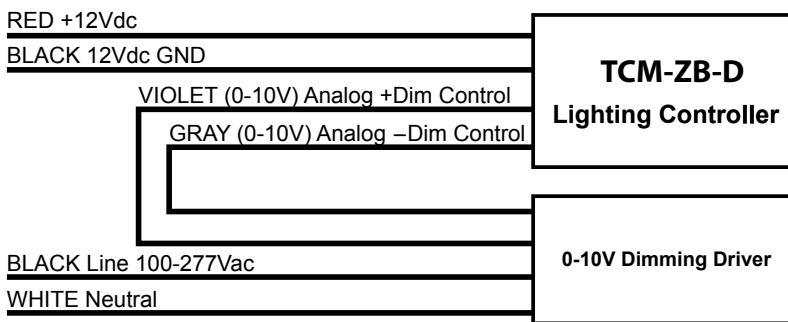 RED +12Vdc
BLACK 12Vdc GND
VIOLET (0-10V) Analog +Dim Control
GRAY (0-10V) Analog –Dim Control
TCM-ZB-D
Lighting Controller
BLACK Line 100-277Vac
WHITE Neutral
0-10V Dimming Driver